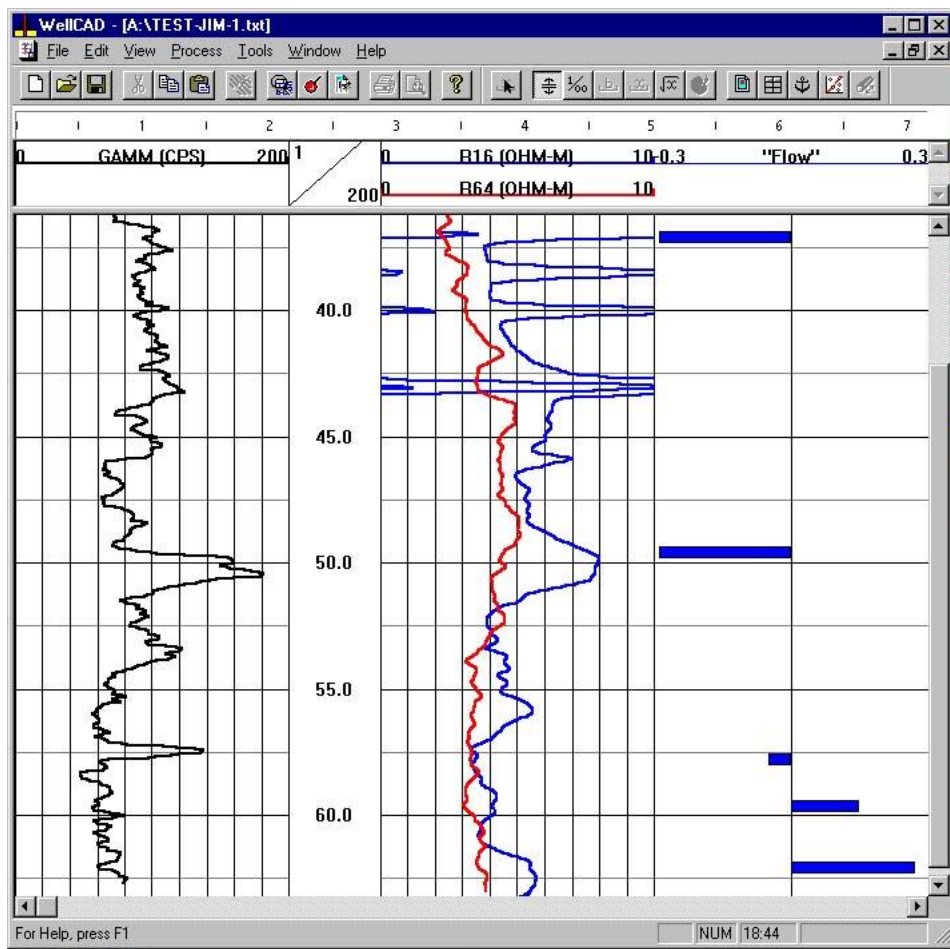 WellCAD - [A:\TEST-JIM-1.txt]
File Edit View Process Tools Window Help
1 2 3 4 5 6 7
0 GAMM (CPS) 200 1 0 R16 (OHM-M) 10 -0.3 "Flow" 0.3
200 0 R64 (OHM-M) 10
40.0
45.0
50.0
55.0
60.0
For Help, press F1 NUM 18:44